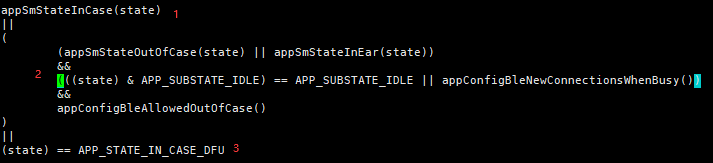 appSmStateInCase(state) 1
||
(
(appSmStateOutOfCase(state) || appSmStateInEar(state))
&&
2 (((state) & APP_SUBSTATE_IDLE) == APP_SUBSTATE_IDLE || appConfigBleNewConnectionsWhenBusy())
&&
appConfigBleAllowedOutOfCase()
)
||
(state) == APP_STATE_IN_CASE_DFU 3